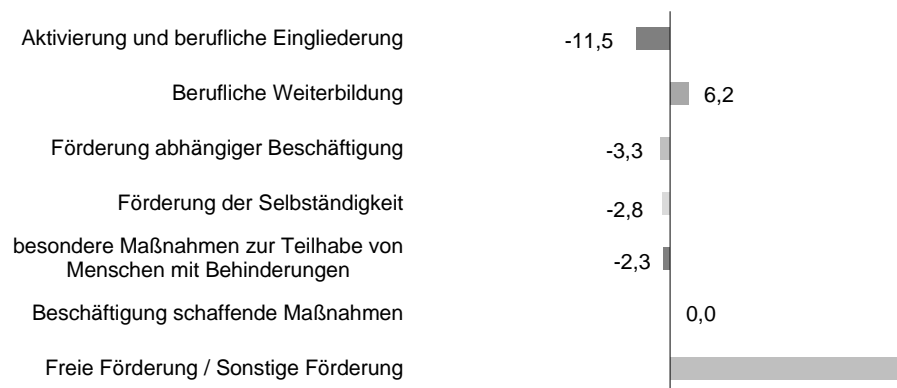 Aktivierung und berufliche Eingliederung -11,5
Berufliche Weiterbildung 6,2
Förderung abhängiger Beschäftigung -3,3
Förderung der Selbständigkeit -2,8
besondere Maßnahmen zur Teilhabe von
Menschen mit Behinderungen -2,3
Beschäftigung schaffende Maßnahmen 0,0
Freie Förderung / Sonstige Förderung